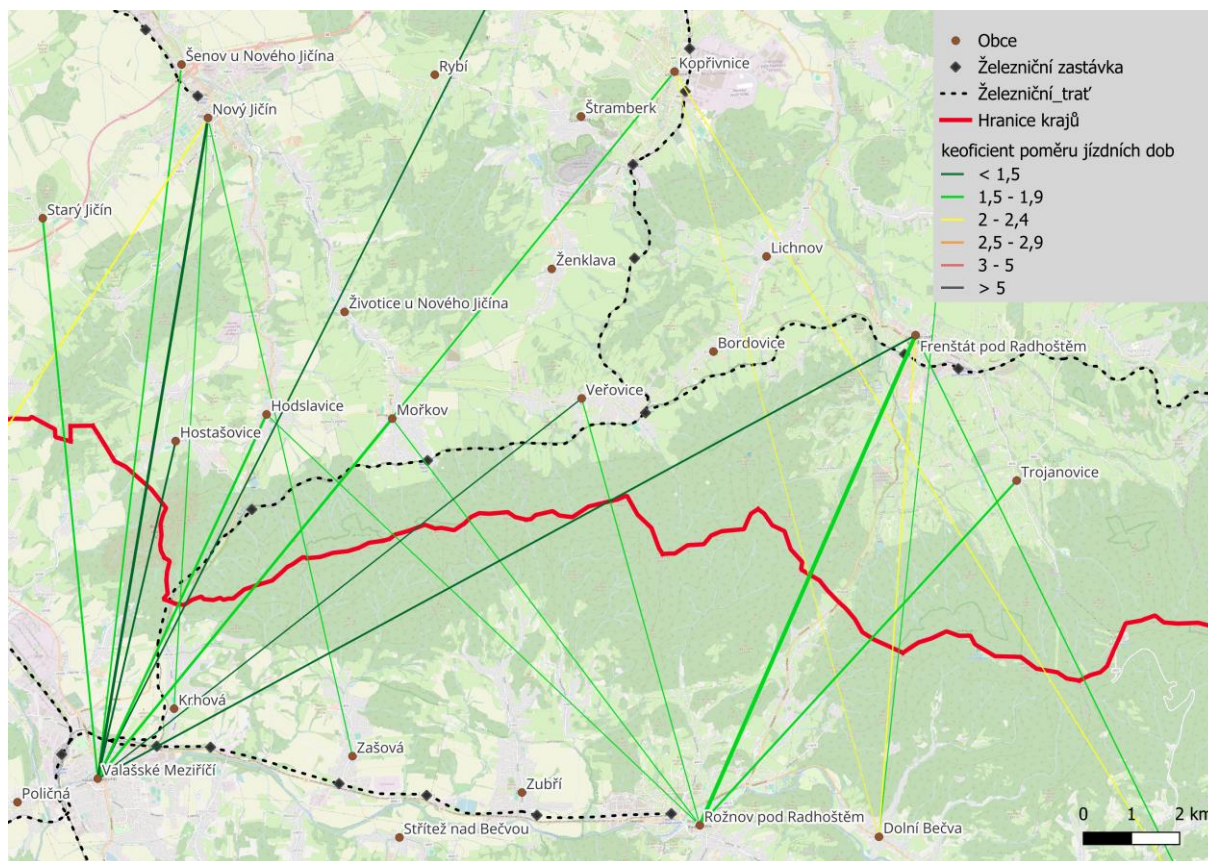 Šenov u Nového Jičína
Rybí
Kopřivnice
Obce
Železniční zastávka
Železniční_trať
Hranice krajů
keoficient poměru jízdních dob
< 1,5
1,5 - 1,9
2 - 2,4
2,5 - 2,9
3 - 5
> 5
Nový Jičín
Štramberk
Starý Jičín
Ženklava
Lichnov
Životice u Nového Jičína
Bordovice
Frenštát pod Radhoštěm
Veřovice
Hodslavice
Mořkov
Hostašovice
Trojanovice
Krhová
Zašová
Valašské Meziříčí
Poličná
Zubří
Rožnov pod Radhoštěm
Střítež nad Bečvou
Dolní Bečva
0 1 2 km